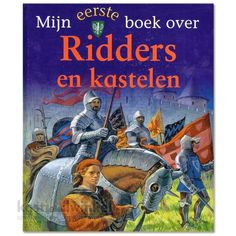 Mijn eerste boek over
Ridders
en kastelen